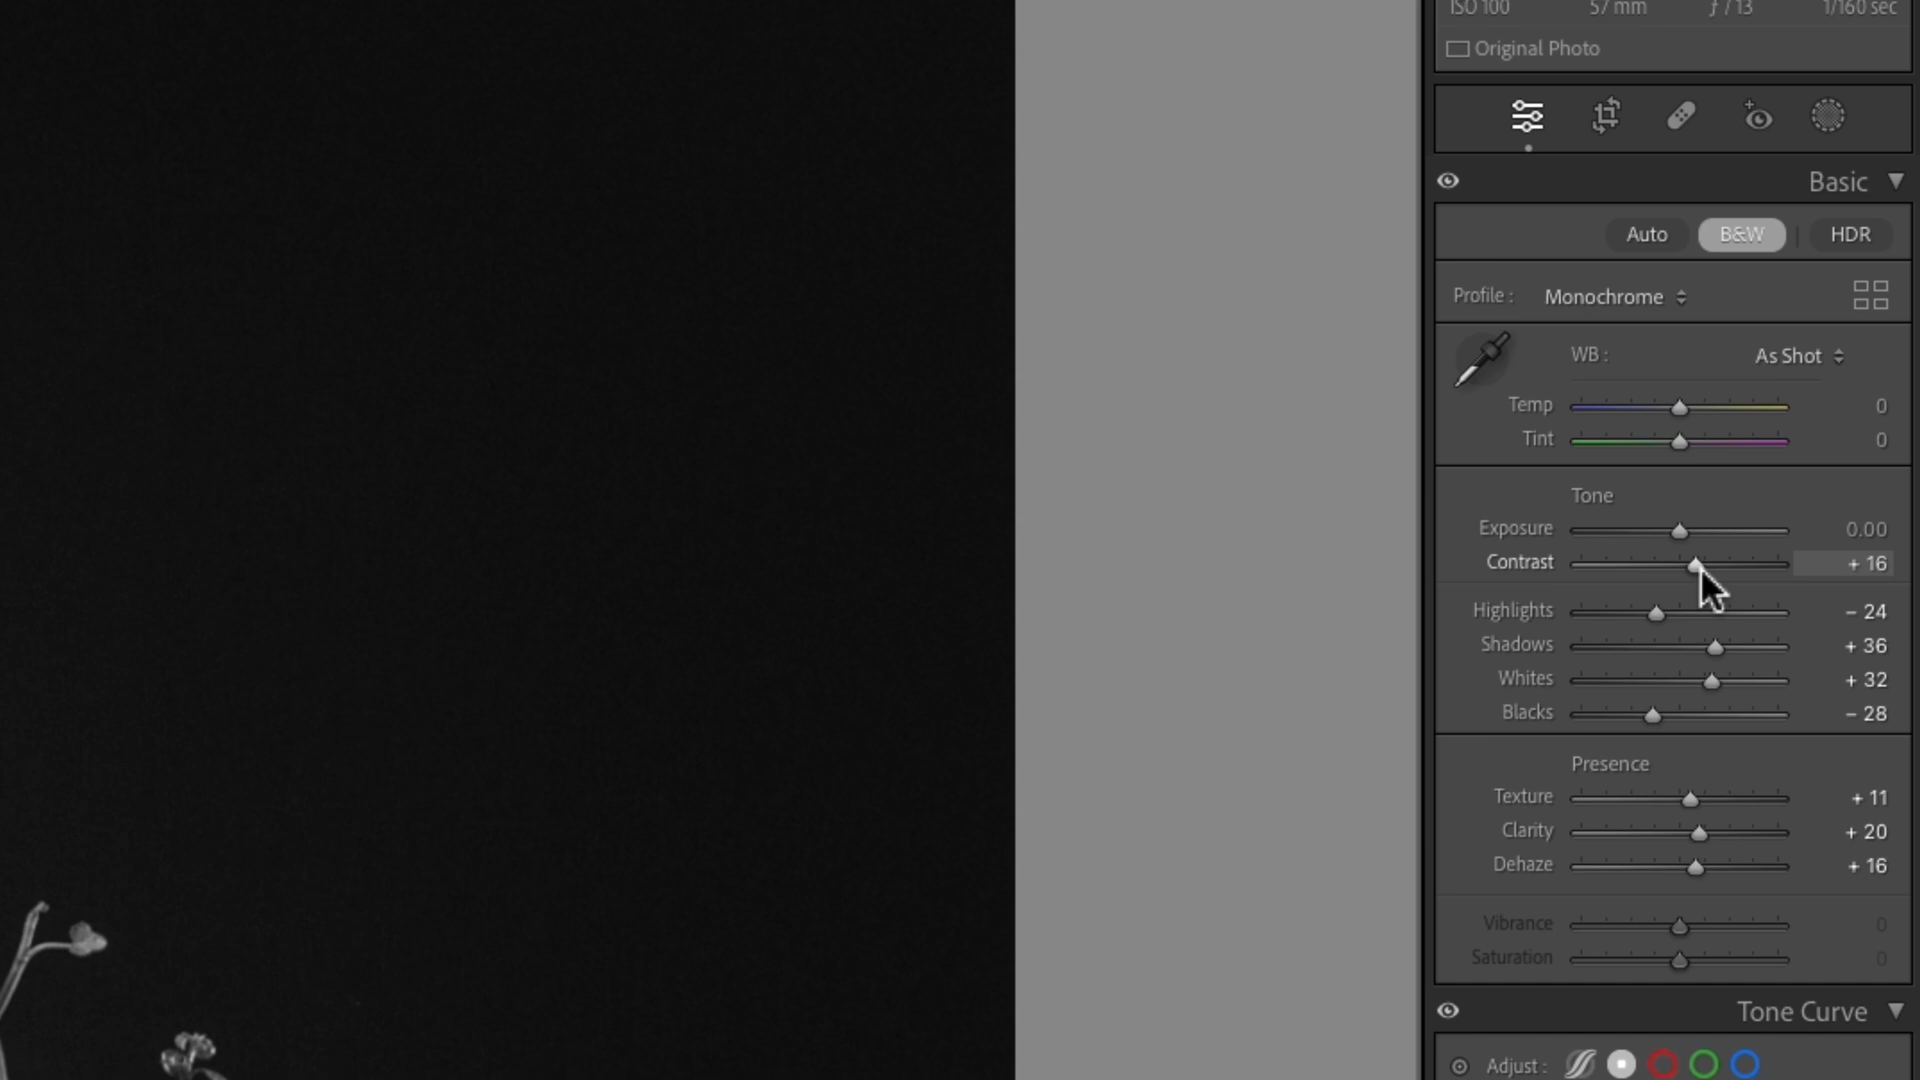 ISO 100 57 mm ƒ / 13 1/160 sec
Original Photo
Basic
Auto B&W HDR
Profile : Monochrome
WB : As Shot
Temp 0
Tint 0
Tone
Exposure 0.00
Contrast + 16
Highlights − 24
Shadows + 36
Whites + 32
Blacks − 28
Presence
Texture + 11
Clarity + 20
Dehaze + 16
Vibrance 0
Saturation 0
Tone Curve
Adjust :